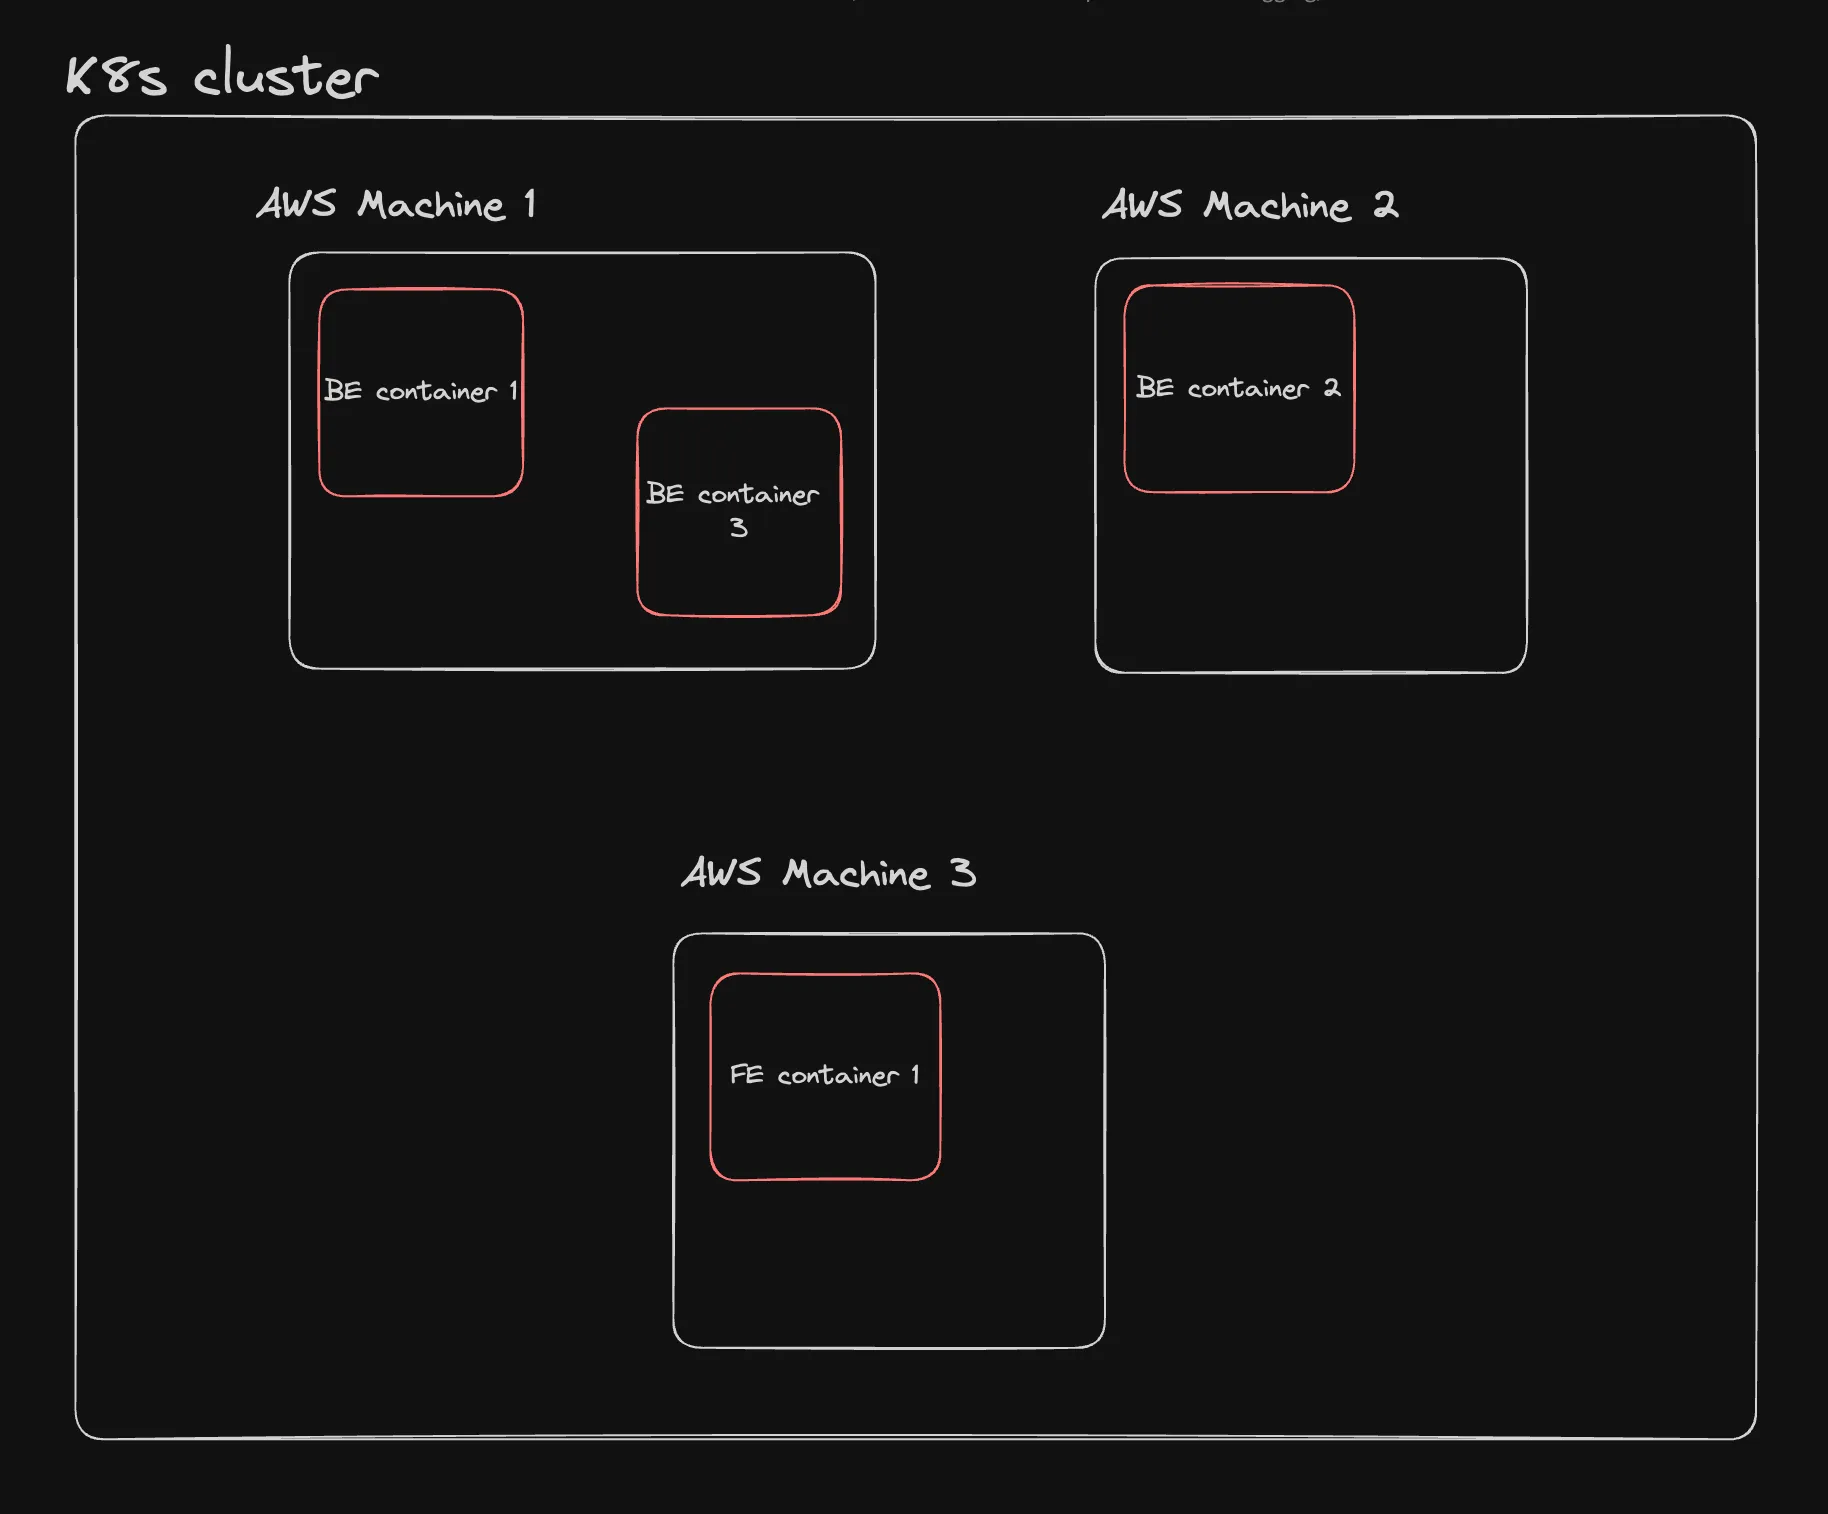 K8s cluster
AWS Machine 1
AWS Machine 2
BE container 1
BE container
3
BE container 2
AWS Machine 3
FE container 1